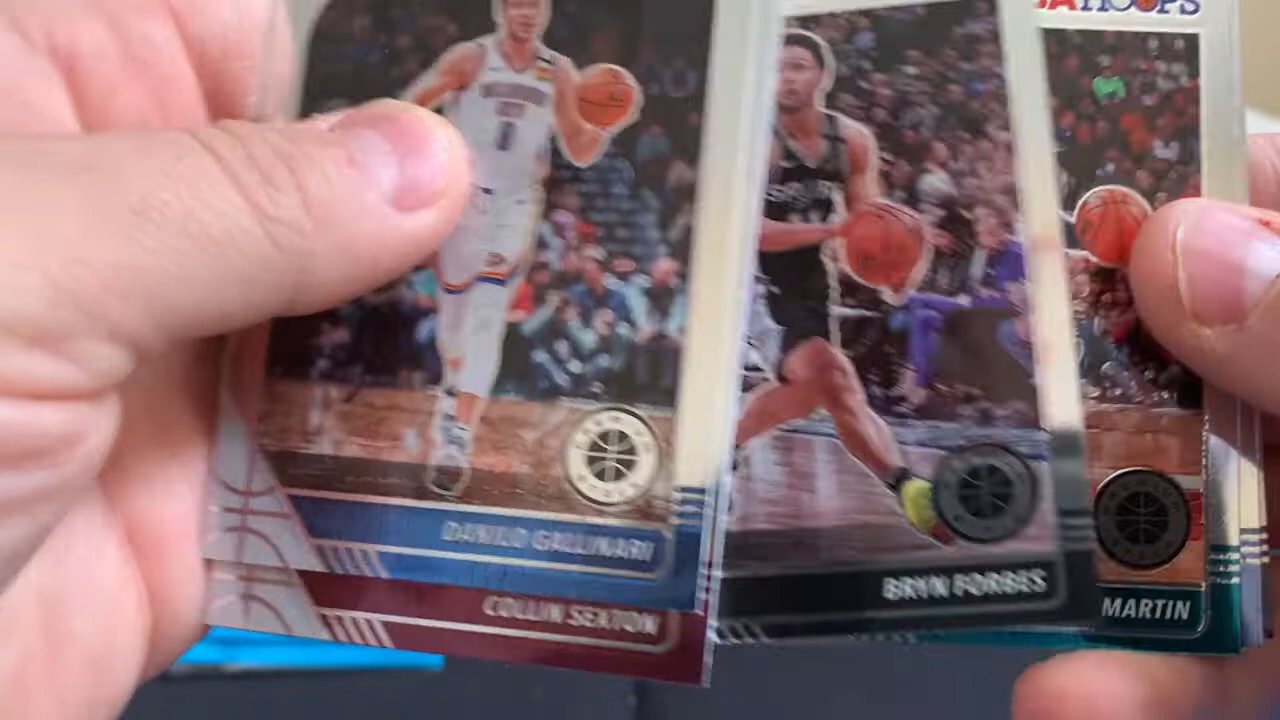 HOOPS
DANILO GALLINARI
COLLIN SEXTON
BRYN FORBES
MARTIN